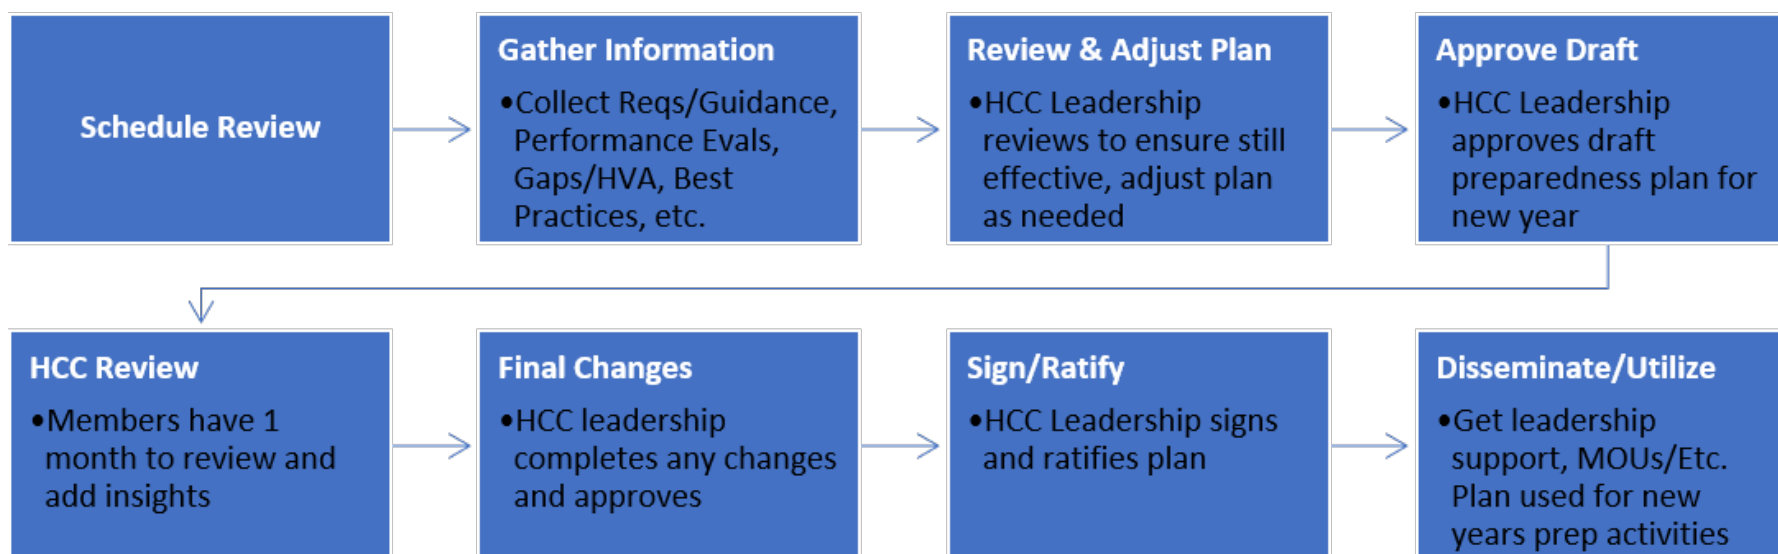 Schedule Review
Gather Information
•Collect Reqs/Guidance,
Performance Evals,
Gaps/HVA, Best
Practices, etc.
Review & Adjust Plan
•HCC Leadership
reviews to ensure still
effective, adjust plan
as needed
Approve Draft
•HCC Leadership
approves draft
preparedness plan for
new year
HCC Review
•Members have 1
month to review and
add insights
Final Changes
•HCC leadership
completes any changes
and approves
Sign/Ratify
•HCC Leadership signs
and ratifies plan
Disseminate/Utilize
•Get leadership
support, MOUs/Etc.
Plan used for new
years prep activities